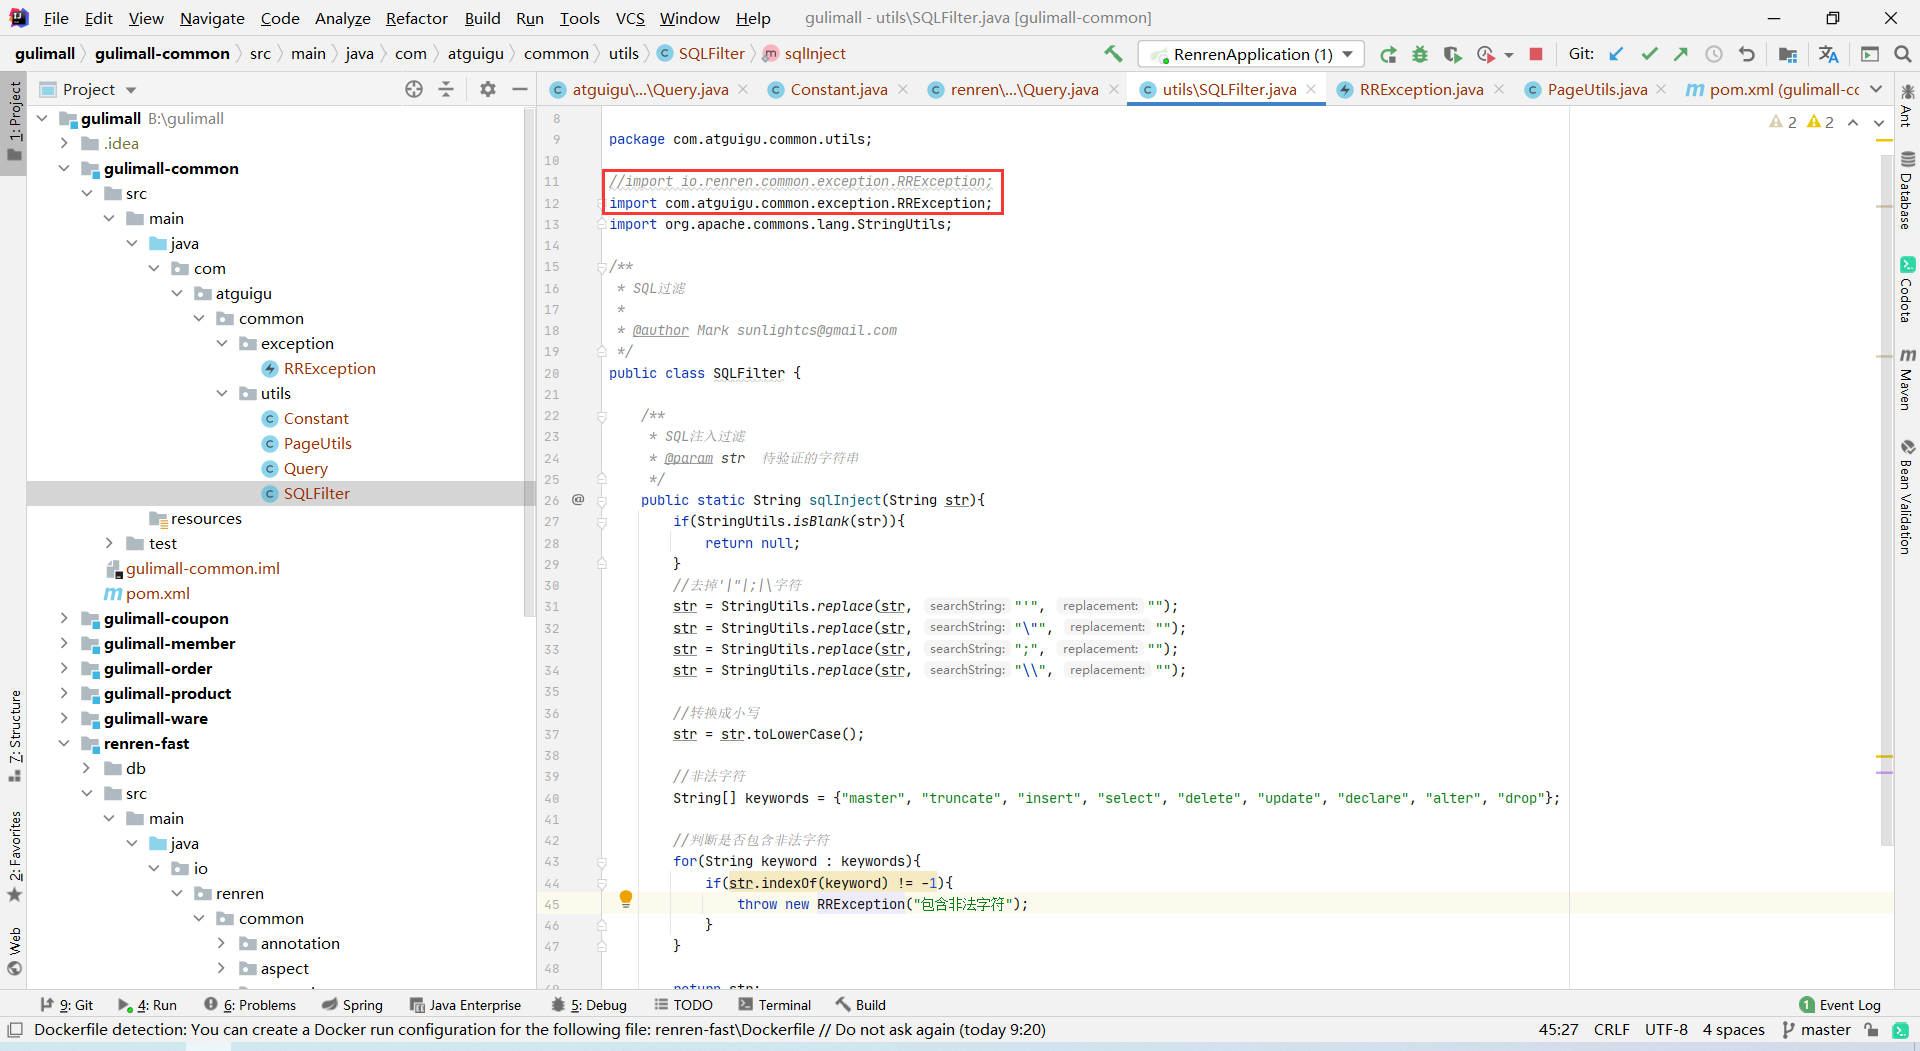 File Edit View Navigate Code Analyze Refactor Build Run Tools VCS Window Help gulimall - utils\SQLFilter.java [gulimall-common]
gulimall gulimall-common src main java com atguigu common utils SQLFilter sqlInject RenrenApplication (1) Git:
Project
atguigu\...\Query.java Constant.java renren\...\Query.java utils\SQLFilter.java RRException.java PageUtils.java pom.xml (gulimall-cc
1: Project
7: Structure
2: Favorites
Web
gulimall B:\gulimall
.idea
gulimall-common
src
main
java
com
atguigu
common
exception
RRException
utils
Constant
PageUtils
Query
SQLFilter
resources
test
gulimall-common.iml
pom.xml
gulimall-coupon
gulimall-member
gulimall-order
gulimall-product
gulimall-ware
renren-fast
db
src
main
java
io
renren
common
annotation
aspect
2 2
8
9 package com.atguigu.common.utils;
10
11 //import io.renren.common.exception.RRException;
12 import com.atguigu.common.exception.RRException;
13 import org.apache.commons.lang.StringUtils;
14
15 /**
16 * SQL过滤
17 *
18 * @author Mark sunlightcs@gmail.com
19 */
20 public class SQLFilter {
21
22 /**
23 * SQL注入过滤
24 * @param str 待验证的字符串
25 */
26 @ public static String sqlInject(String str){
27 if(StringUtils.isBlank(str)){
28 return null;
29 }
30 //去掉'|"|;|\字符
31 str = StringUtils.replace(str, searchString: "'", replacement: "");
32 str = StringUtils.replace(str, searchString: "\"", replacement: "");
33 str = StringUtils.replace(str, searchString: ";", replacement: "");
34 str = StringUtils.replace(str, searchString: "\\", replacement: "");
35
36 //转换成小写
37 str = str.toLowerCase();
38
39 //非法字符
40 String[] keywords = {"master", "truncate", "insert", "select", "delete", "update", "declare", "alter", "drop"};
41
42 //判断是否包含非法字符
43 for(String keyword : keywords){
44 if(str.indexOf(keyword) != -1){
45 throw new RRException("包含非法字符");
46 }
47 }
48
49 return str;
Ant
Database
Codota
Maven
Bean Validation
9: Git 4: Run 6: Problems Spring Java Enterprise 5: Debug TODO Terminal Build 1 Event Log
Dockerfile detection: You can create a Docker run configuration for the following file: renren-fast\Dockerfile // Do not ask again (today 9:20) 45:27 CRLF UTF-8 4 spaces master